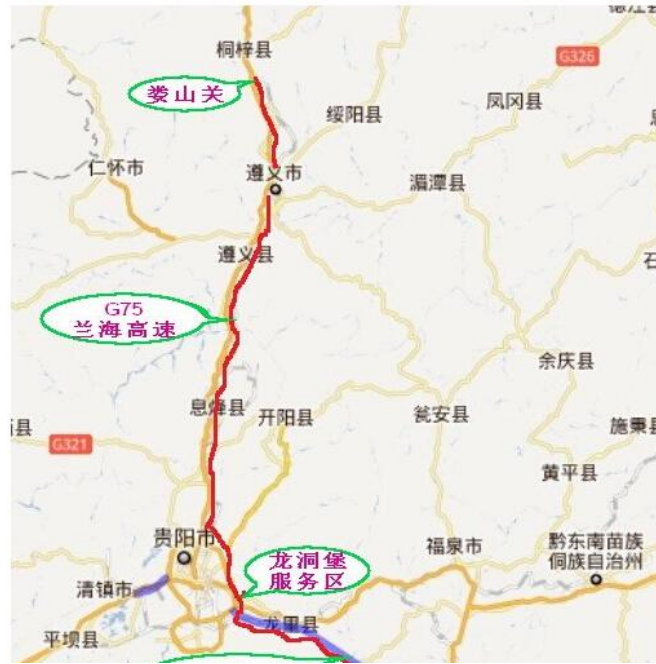 德江县
桐梓县
G326
娄山关
绥阳县
凤冈县
仁怀市
遵义市
湄潭县
遵义县
G75
兰海高速
余庆县
息烽县
开阳县
瓮安县
施秉县
G321
黄平县
贵阳市
福泉市
黔东南苗族
侗族自治州
龙洞堡
服务区
清镇市
龙里县
平坝县